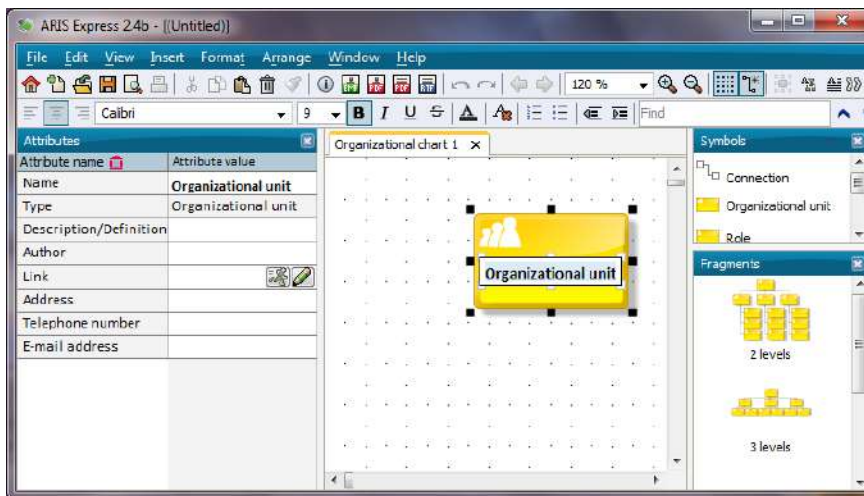 ARIS Express 2.4b - [(Untitled)]
File Edit View Insert Format Arrange Window Help
120 %
Calibri 9 B I U S A A Find
Attributes
Attribute name Attribute value
Name Organizational unit
Type Organizational unit
Description/Definition
Author
Link
Address
Telephone number
E-mail address
Organizational chart 1
Organizational unit
Symbols
Connection
Organizational unit
Role
Fragments
2 levels
3 levels